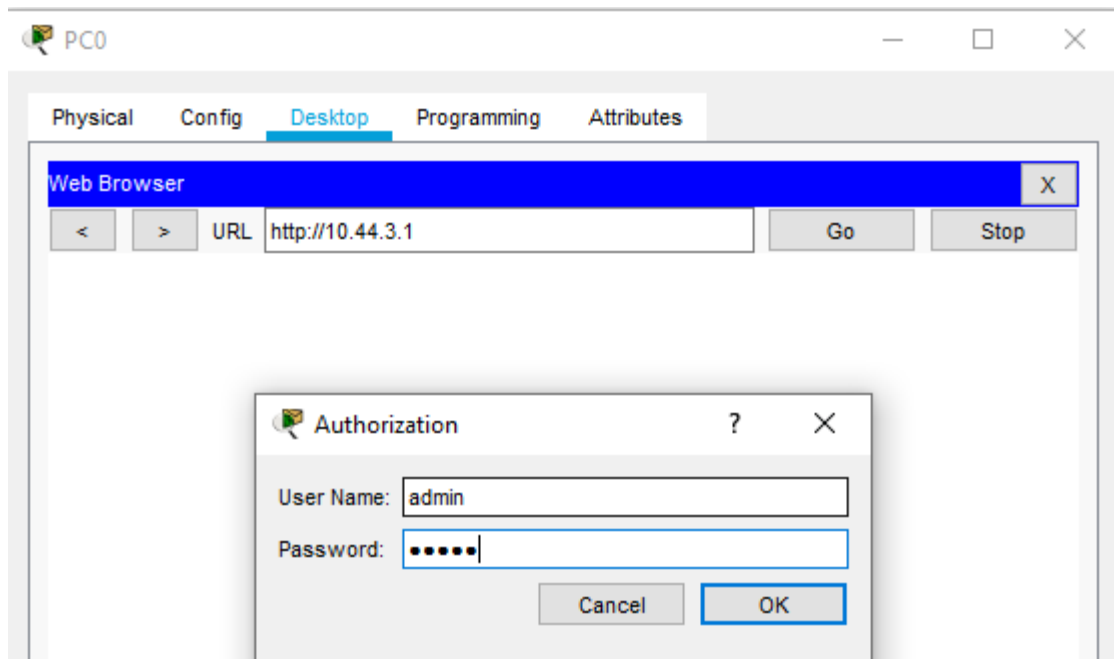 PC0
Physical Config Desktop Programming Attributes
Web Browser X
< > URL http://10.44.3.1 Go Stop
Authorization ?
User Name: admin
Password: •••••
Cancel OK